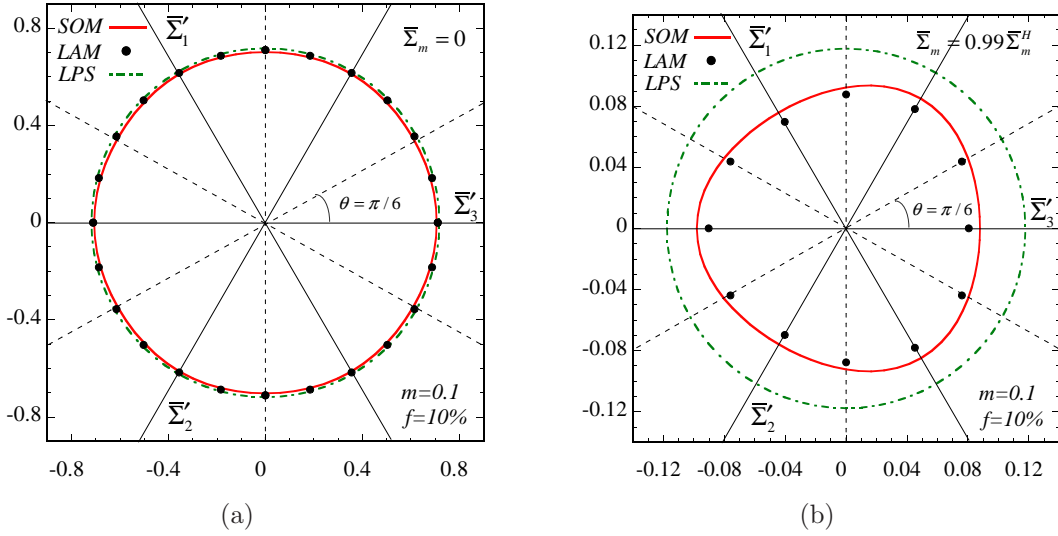 0.8
0.4
0
-0.4
-0.8
-0.8
-0.4
0
0.4
0.8
SOM
LAM
LPS
Σ̅′₁
Σ̅ₘ = 0
θ = π / 6
Σ̅′₃
Σ̅′₂
m=0.1
f=10%
(a)
0.12
0.08
0.04
0
-0.04
-0.08
-0.12
-0.12
-0.08
-0.04
0
0.04
0.08
0.12
SOM
LAM
LPS
Σ̅′₁
Σ̅ₘ = 0.99 Σ̅ₘᴴ
θ = π / 6
Σ̅′₃
Σ̅′₂
m=0.1
f=10%
(b)